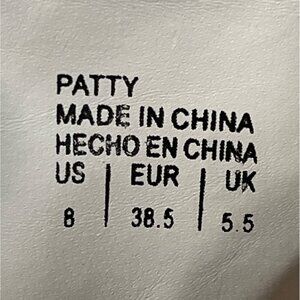 PATTY
MADE IN CHINA
HECHO EN CHINA
US | EUR | UK
8 | 38.5 | 5.5